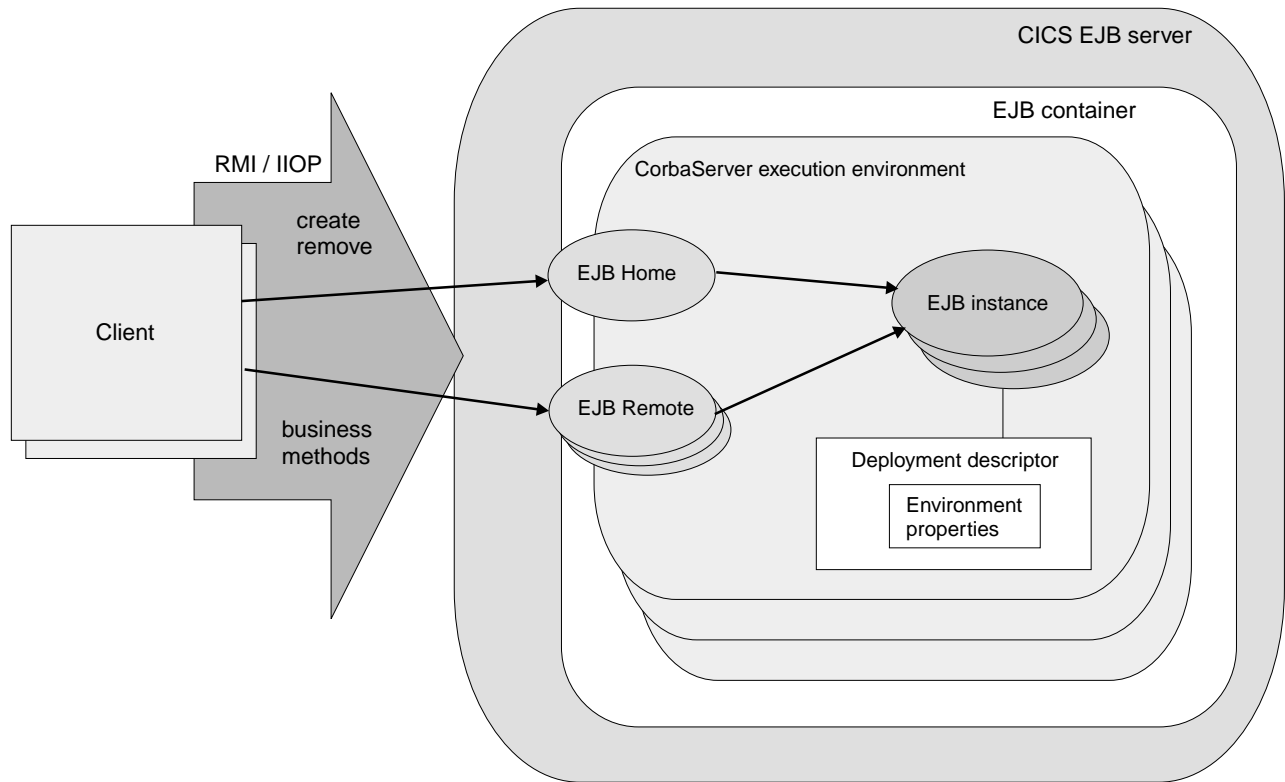 CICS EJB server
EJB container
RMI / IIOP
CorbaServer execution environment
create
remove
EJB Home
EJB instance
Client
EJB Remote
business
methods
Deployment descriptor
Environment
properties